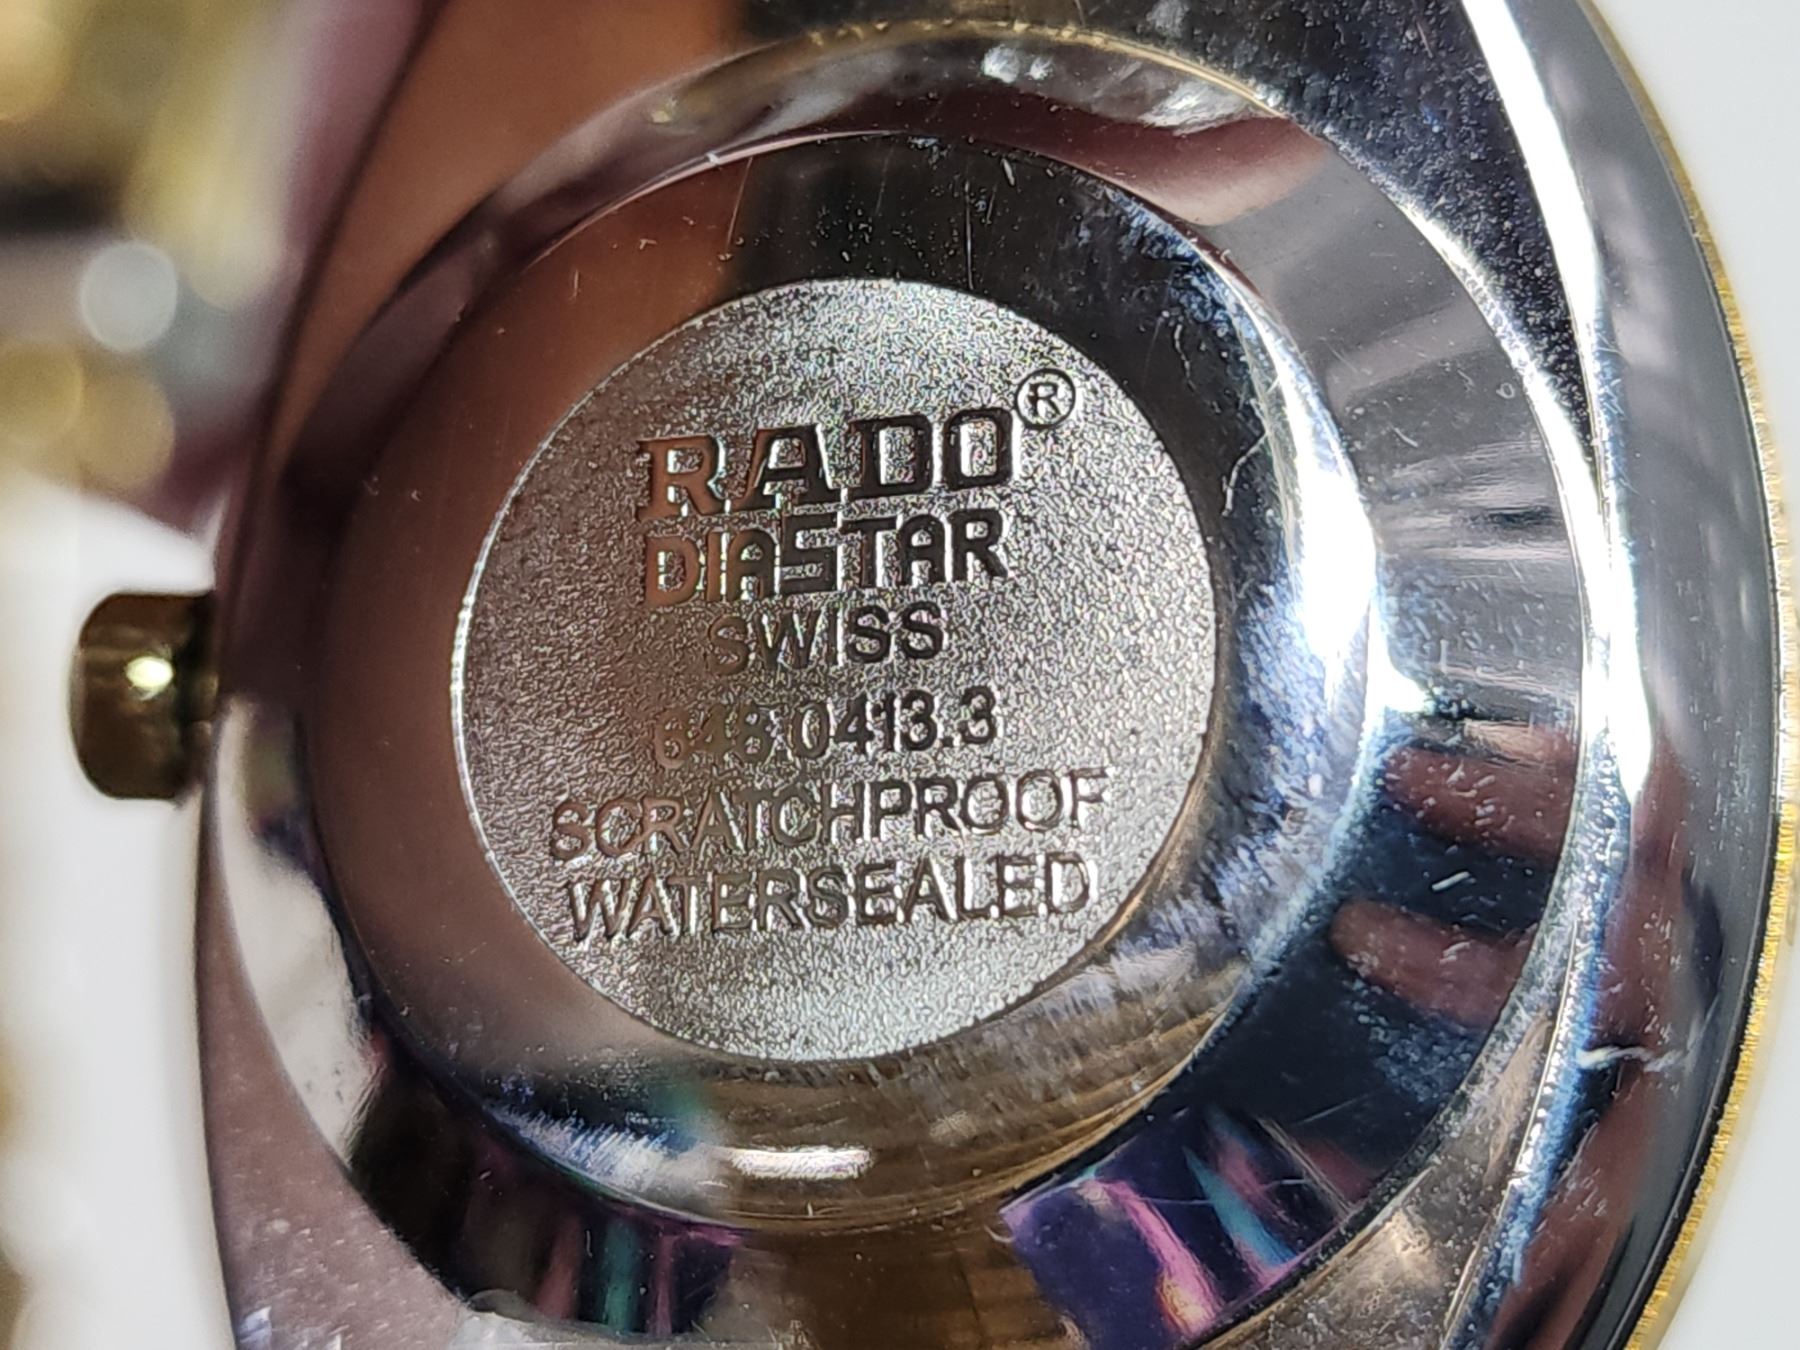 RADO®
DIASTAR
SWISS
648.0413.3
SCRATCHPROOF
WATERSEALED